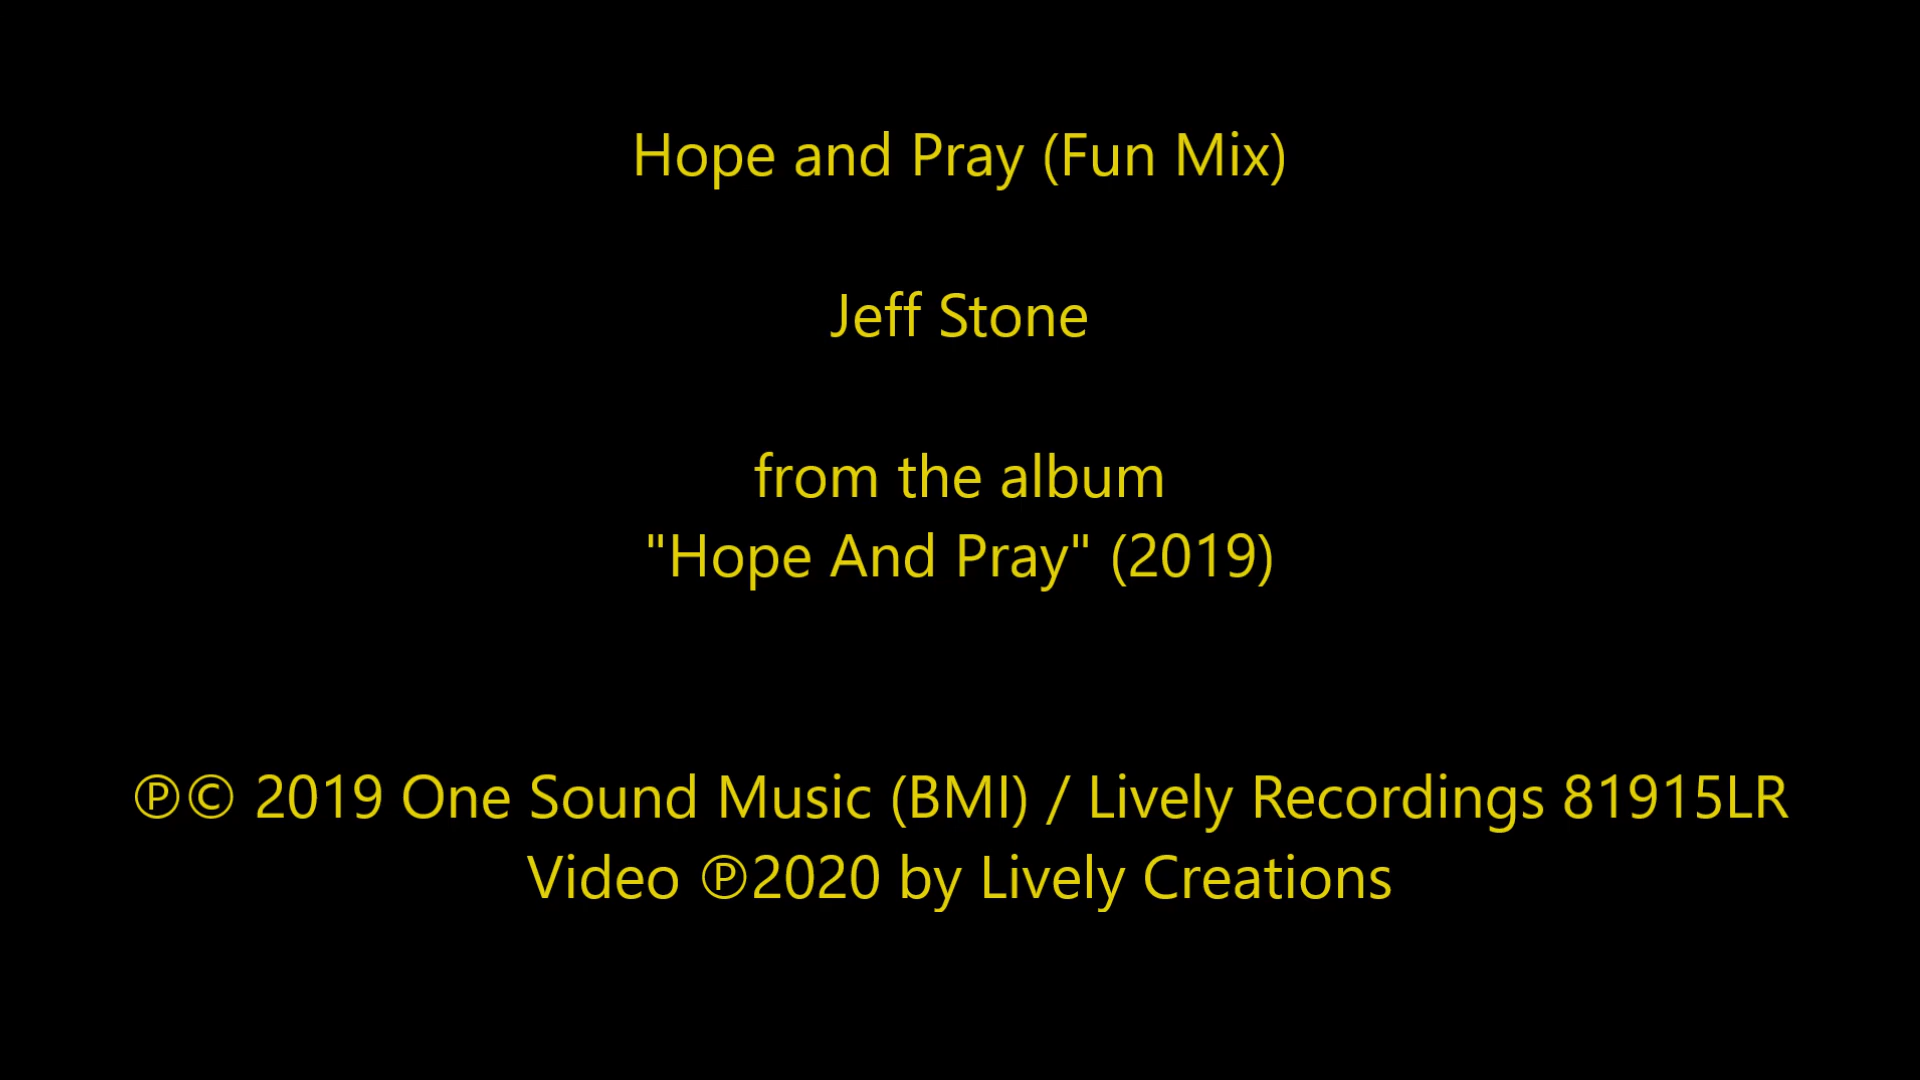 Hope and Pray (Fun Mix)
Jeff Stone
from the album
"Hope And Pray" (2019)
℗© 2019 One Sound Music (BMI) / Lively Recordings 81915LR
Video ℗2020 by Lively Creations